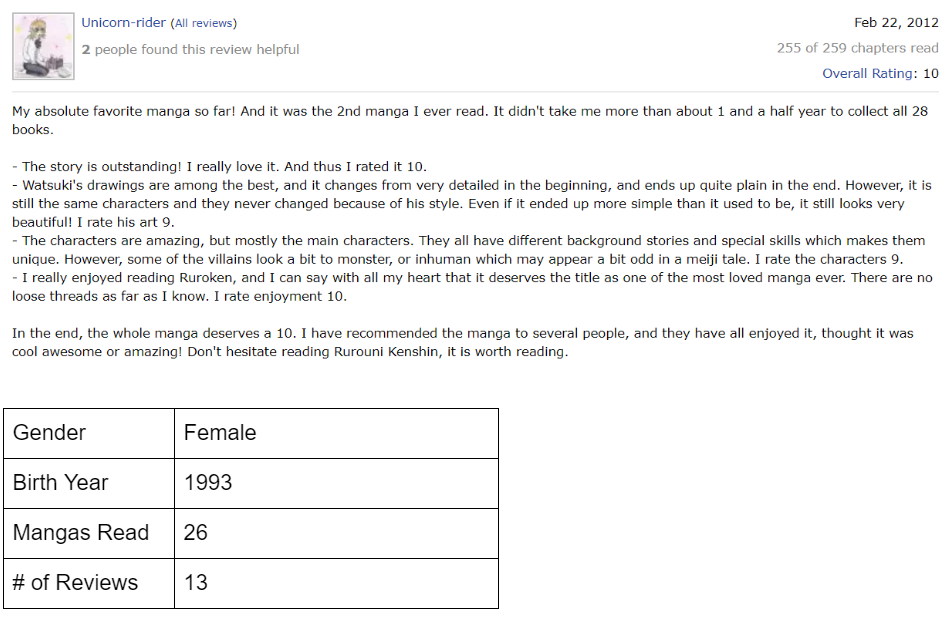 Unicorn-rider (All reviews)
Feb 22, 2012
2 people found this review helpful
255 of 259 chapters read
Overall Rating: 10
My absolute favorite manga so far! And it was the 2nd manga I ever read. It didn't take me more than about 1 and a half year to collect all 28
books.
- The story is outstanding! I really love it. And thus I rated it 10.
- Watsuki's drawings are among the best, and it changes from very detailed in the beginning, and ends up quite plain in the end. However, it is
still the same characters and they never changed because of his style. Even if it ended up more simple than it used to be, it still looks very
beautiful! I rate his art 9.
- The characters are amazing, but mostly the main characters. They all have different background stories and special skills which makes them
unique. However, some of the villains look a bit to monster, or inhuman which may appear a bit odd in a meiji tale. I rate the characters 9.
- I really enjoyed reading Ruroken, and I can say with all my heart that it deserves the title as one of the most loved manga ever. There are no
loose threads as far as I know. I rate enjoyment 10.
In the end, the whole manga deserves a 10. I have recommended the manga to several people, and they have all enjoyed it, thought it was
cool awesome or amazing! Don't hesitate reading Rurouni Kenshin, it is worth reading.
Gender Female
Birth Year 1993
Mangas Read 26
# of Reviews 13